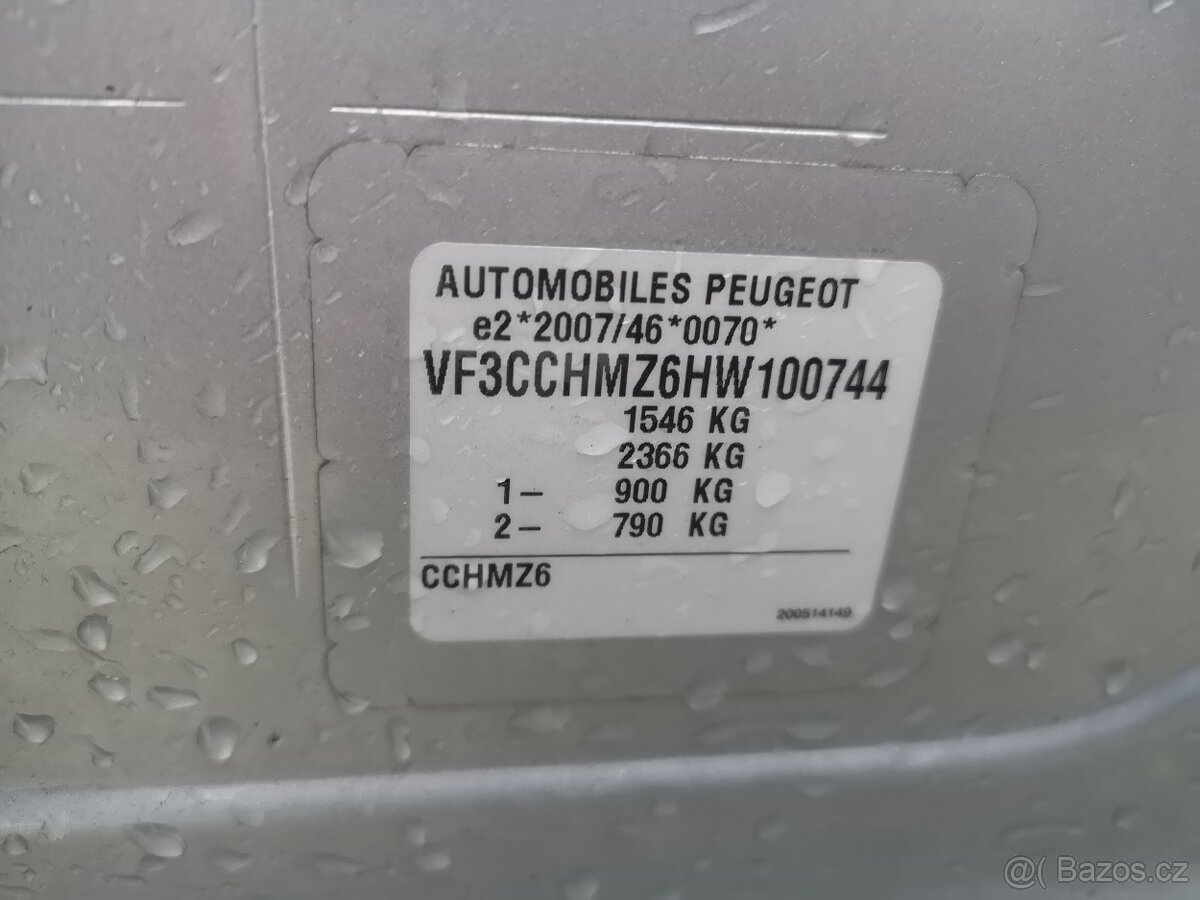 AUTOMOBILES PEUGEOT
e2*2007/46*0070*
VF3CCHMZ6HW100744
1546 KG
2366 KG
1- 900 KG
2- 790 KG
CCHMZ6
200514149
@( Bazos.cz